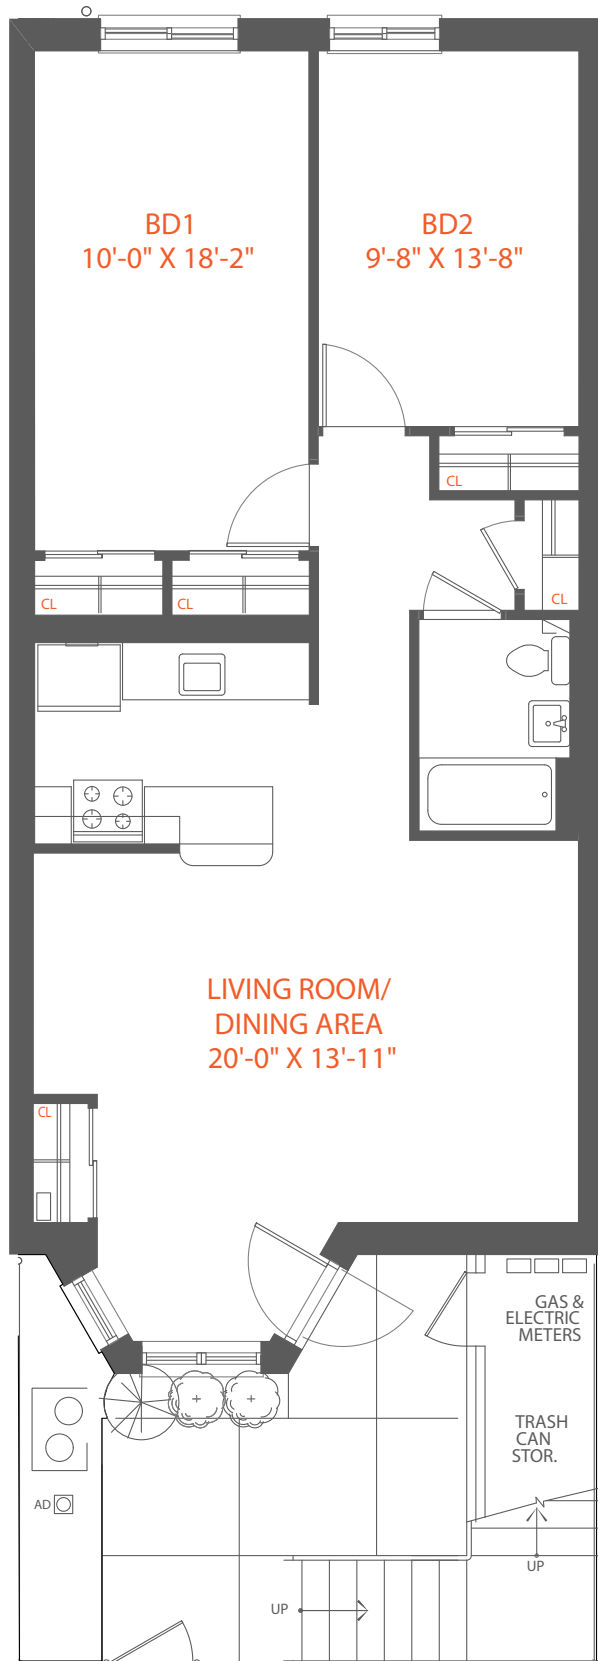 BD1
10'-0" X 18'-2"
BD2
9'-8" X 13'-8"
CL
CL
CL
CL
LIVING ROOM/
DINING AREA
20'-0" X 13'-11"
CL
GAS &
ELECTRIC
METERS
TRASH
CAN
STOR.
AD
UP
UP